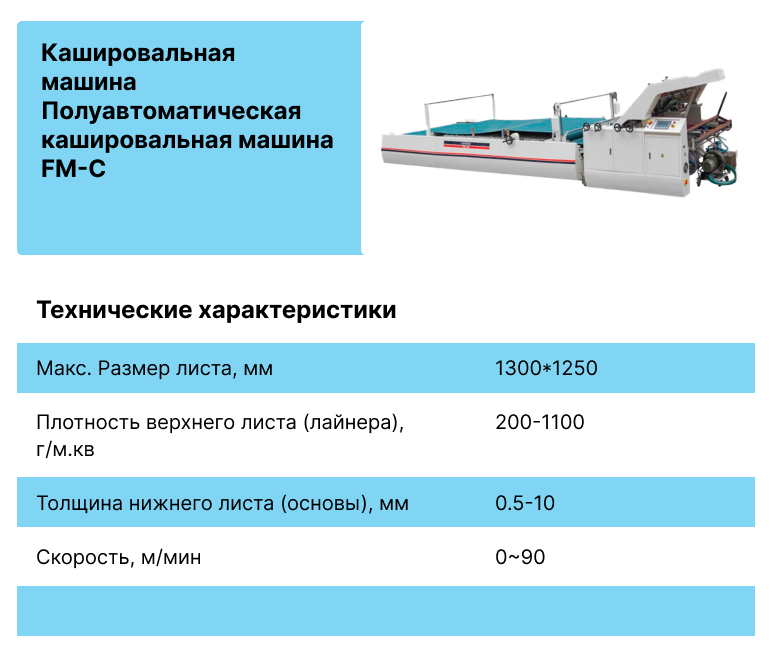 Кашировальная
машина
Полуавтоматическая
кашировальная машина
FM-C
Технические характеристики
Макс. Размер листа, мм 1300*1250
Плотность верхнего листа (лайнера), 200-1100
г/м.кв
Толщина нижнего листа (основы), мм 0.5-10
Скорость, м/мин 0~90